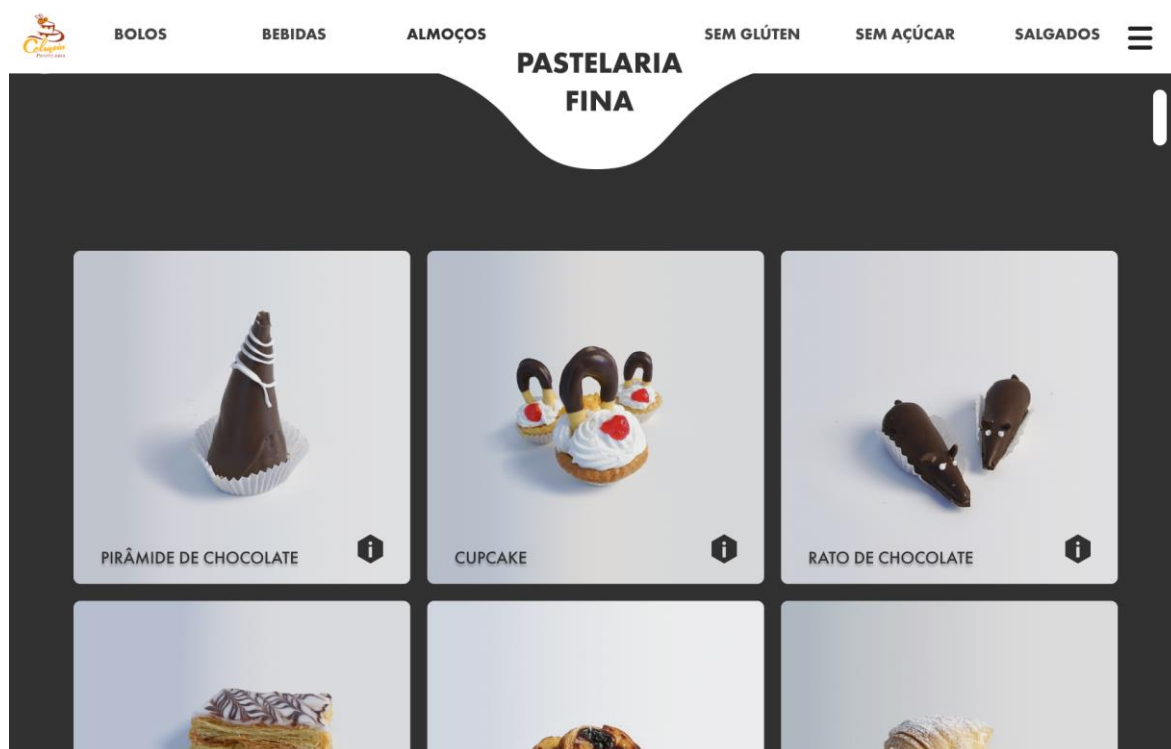 BOLOS
BEBIDAS
ALMOÇOS
PASTELARIA
FINA
SEM GLÚTEN
SEM AÇÚCAR
SALGADOS
PIRÂMIDE DE CHOCOLATE
CUPCAKE
RATO DE CHOCOLATE